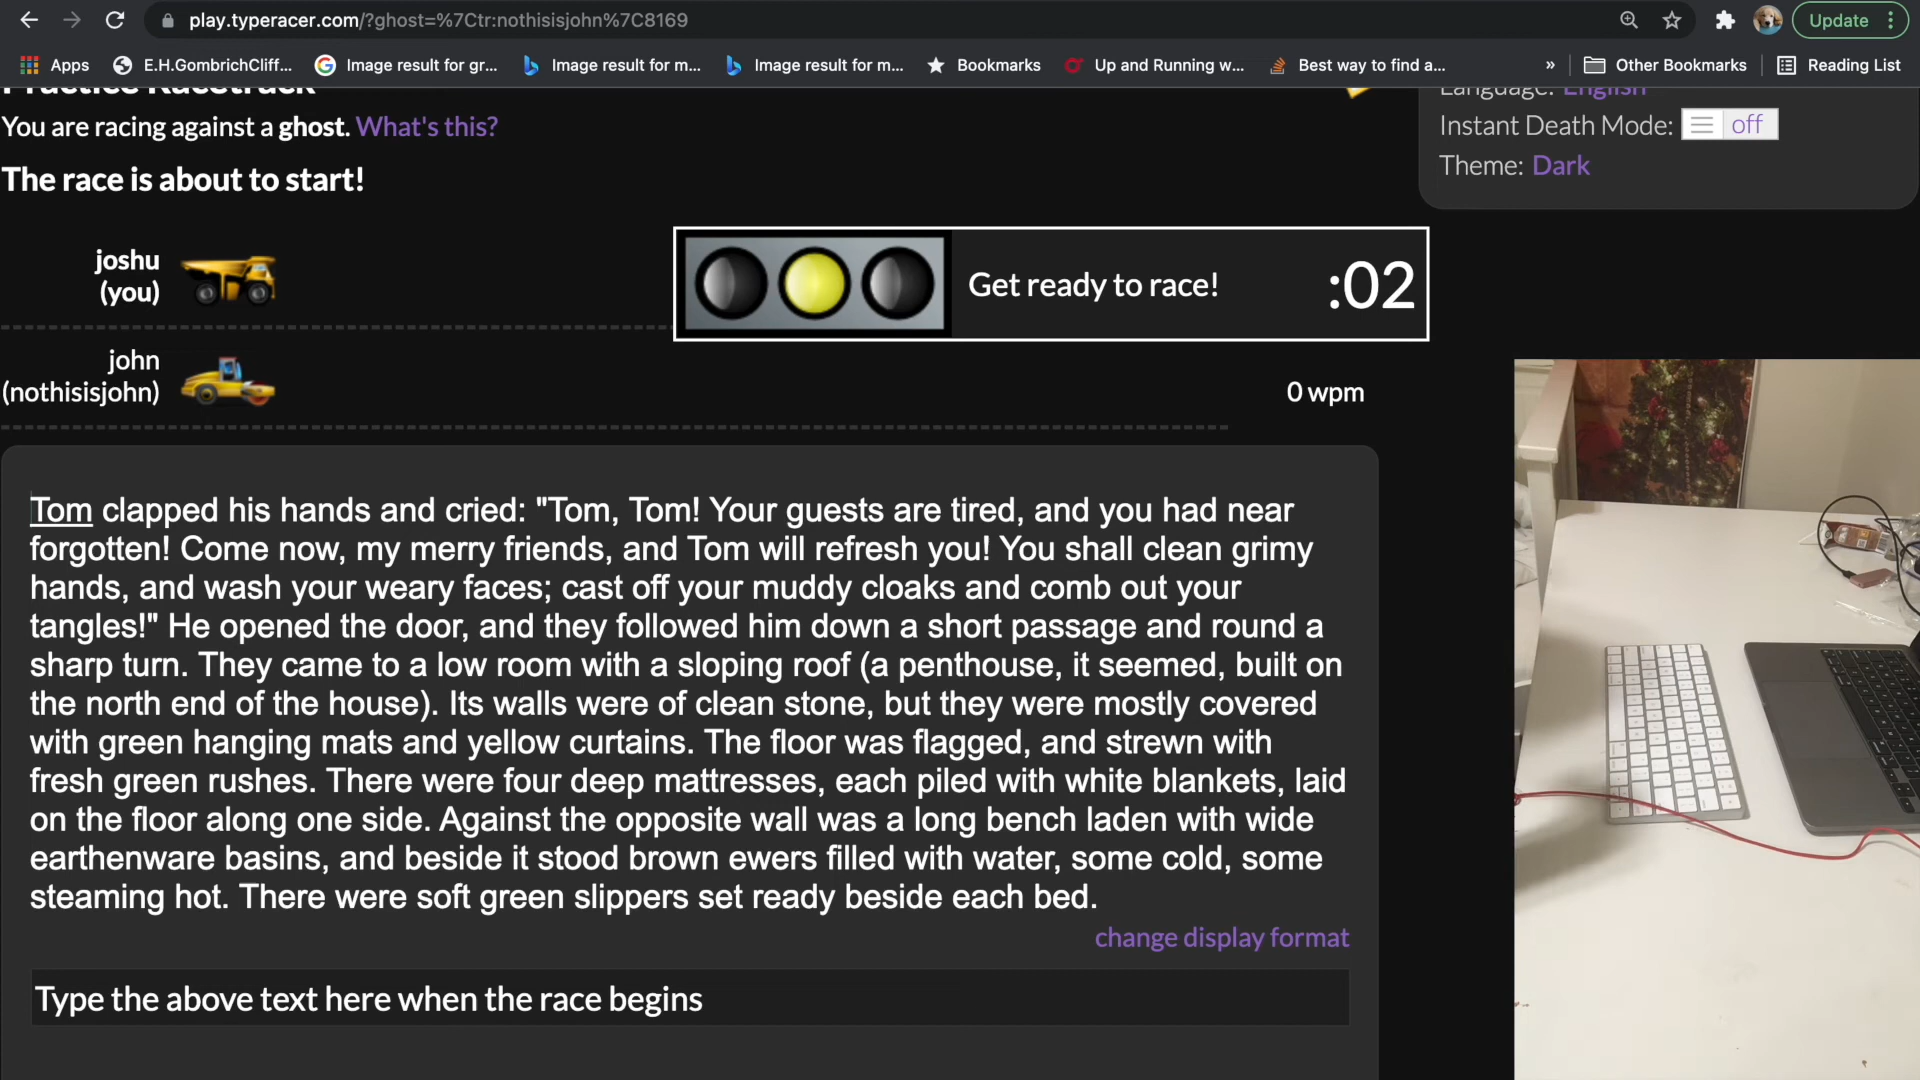 play.typeracer.com/?ghost=%7Ctr:nothisisjohn%7C8169
Update
Apps
E.H.GombrichCliff...
Image result for gr...
Image result for m...
Image result for m...
Bookmarks
Up and Running w...
Best way to find a...
»
Other Bookmarks
Reading List
Practice Racetrack
You are racing against a ghost. What's this?
The race is about to start!
Language: English
Instant Death Mode: off
Theme: Dark
joshu
(you)
Get ready to race! :02
john
(nothisisjohn)
0 wpm
Tom clapped his hands and cried: "Tom, Tom! Your guests are tired, and you had near
forgotten! Come now, my merry friends, and Tom will refresh you! You shall clean grimy
hands, and wash your weary faces; cast off your muddy cloaks and comb out your
tangles!" He opened the door, and they followed him down a short passage and round a
sharp turn. They came to a low room with a sloping roof (a penthouse, it seemed, built on
the north end of the house). Its walls were of clean stone, but they were mostly covered
with green hanging mats and yellow curtains. The floor was flagged, and strewn with
fresh green rushes. There were four deep mattresses, each piled with white blankets, laid
on the floor along one side. Against the opposite wall was a long bench laden with wide
earthenware basins, and beside it stood brown ewers filled with water, some cold, some
steaming hot. There were soft green slippers set ready beside each bed.
change display format
Type the above text here when the race begins